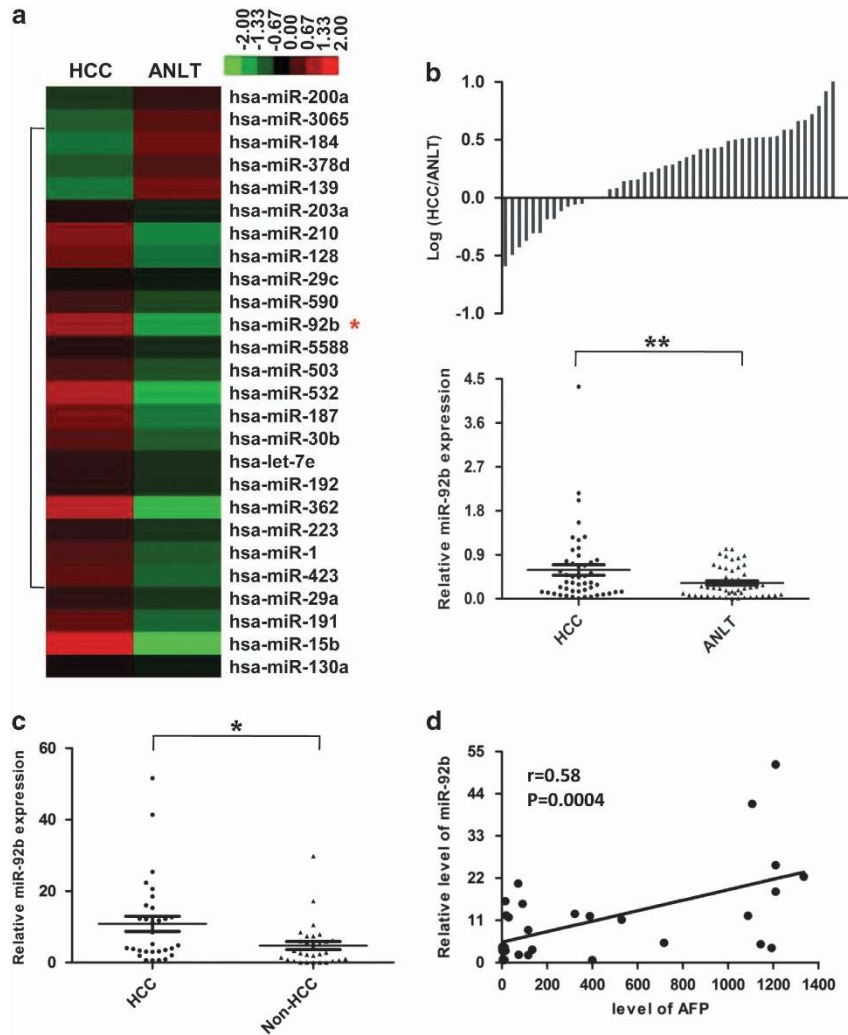 a
-2.00
-1.33
-0.67
0.00
0.67
1.33
2.00
HCC ANLT
hsa-miR-200a
hsa-miR-3065
hsa-miR-184
hsa-miR-378d
hsa-miR-139
hsa-miR-203a
hsa-miR-210
hsa-miR-128
hsa-miR-29c
hsa-miR-590
hsa-miR-92b *
hsa-miR-5588
hsa-miR-503
hsa-miR-532
hsa-miR-187
hsa-miR-30b
hsa-let-7e
hsa-miR-192
hsa-miR-362
hsa-miR-223
hsa-miR-1
hsa-miR-423
hsa-miR-29a
hsa-miR-191
hsa-miR-15b
hsa-miR-130a
b
Log (HCC/ANLT)
1.0
0.5
0.0
-0.5
-1.0
**
Relative miR-92b expression
4.5
3.6
2.7
1.8
0.9
0.0
HCC
ANLT
c
*
Relative miR-92b expression
60
40
20
0
HCC
Non-HCC
d
r=0.58
P=0.0004
Relative level of miR-92b
55
44
33
22
11
0
0 200 400 600 800 1000 1200 1400
level of AFP